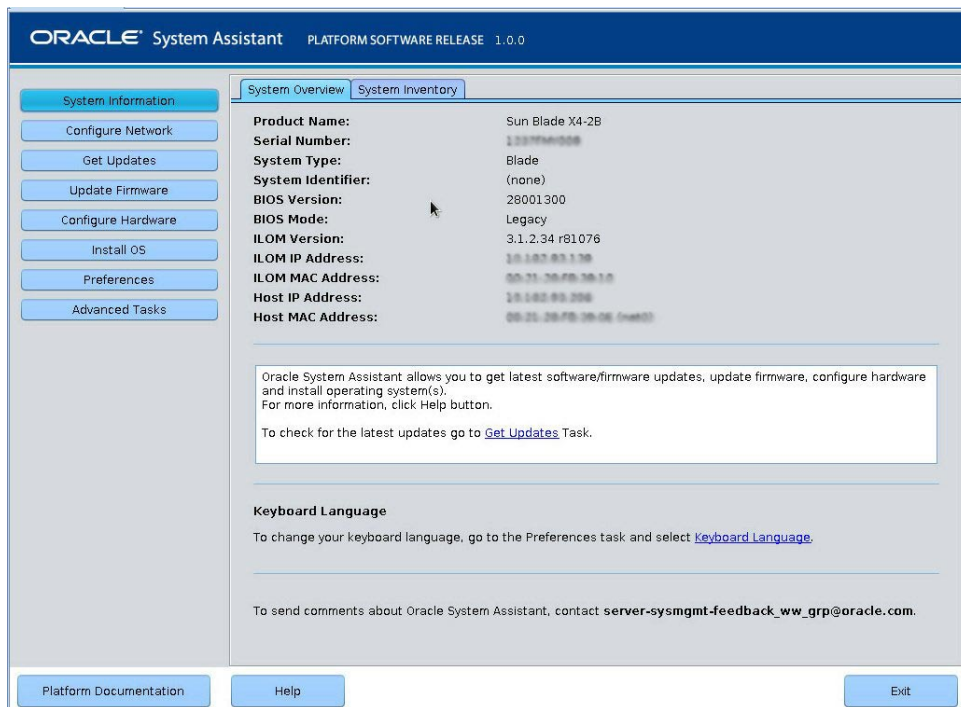 ORACLE System Assistant PLATFORM SOFTWARE RELEASE 1.0.0
System Information
Configure Network
Get Updates
Update Firmware
Configure Hardware
Install OS
Preferences
Advanced Tasks
System Overview System Inventory
Product Name: Sun Blade X4-2B
Serial Number:
System Type: Blade
System Identifier: (none)
BIOS Version: 28001300
BIOS Mode: Legacy
ILOM Version: 3.1.2.34 r81076
ILOM IP Address:
ILOM MAC Address:
Host IP Address:
Host MAC Address:
Oracle System Assistant allows you to get latest software/firmware updates, update firmware, configure hardware
and install operating system(s).
For more information, click Help button.
To check for the latest updates go to Get Updates Task.
Keyboard Language
To change your keyboard language, go to the Preferences task and select Keyboard Language.
To send comments about Oracle System Assistant, contact server-sysmgmt-feedback_ww_grp@oracle.com.
Platform Documentation Help Exit